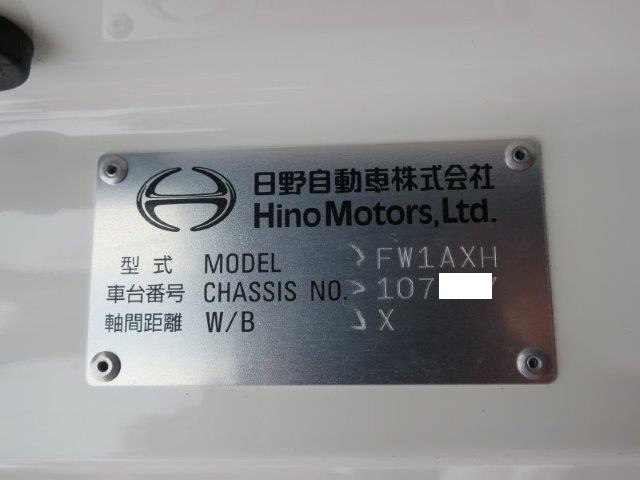 日野自動車株式会社
Hino Motors, Ltd.
型式 MODEL FW1AXH
車台番号 CHASSIS NO. 107
軸間距離 W/B X